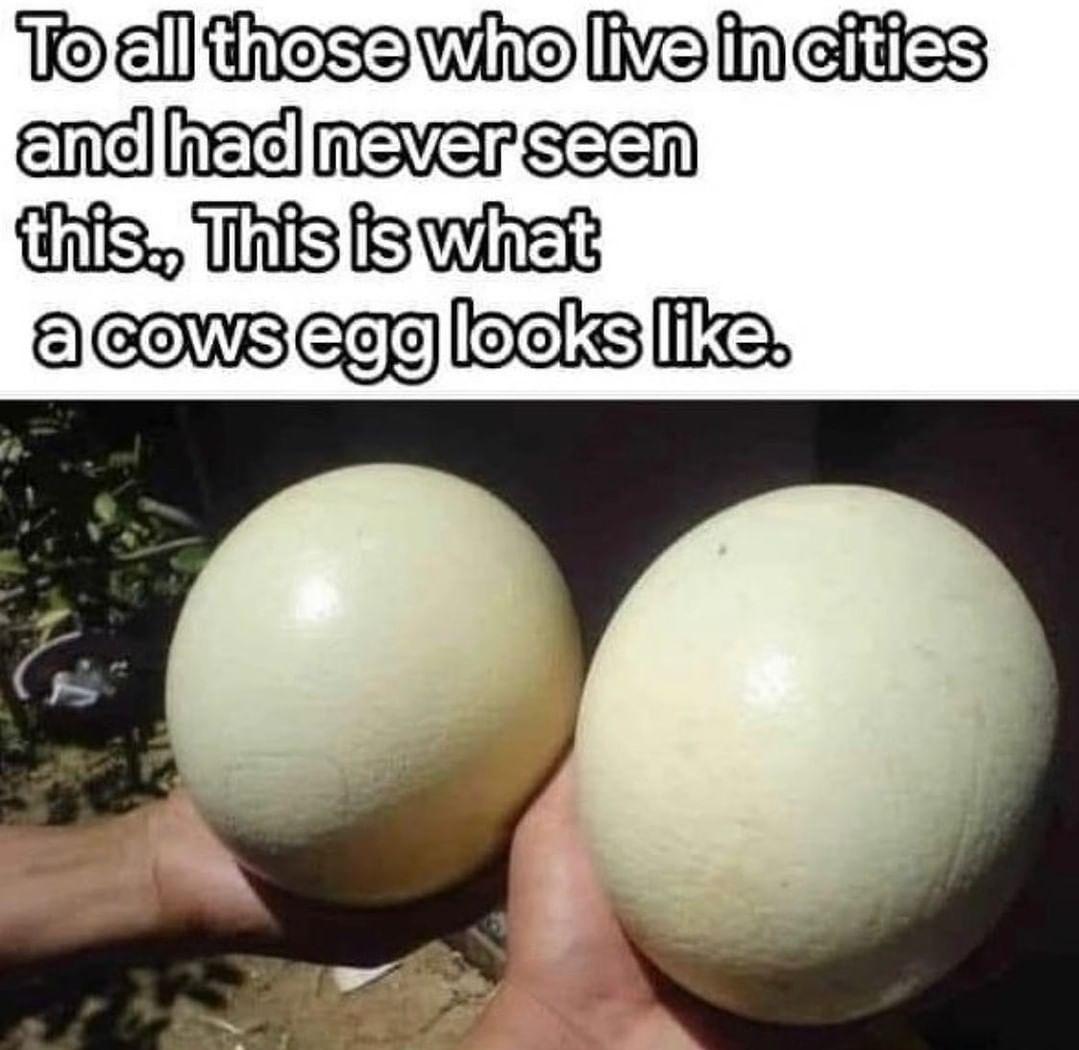 To all those who live in cities
and had never seen
this., This is what
a cows egg looks like.